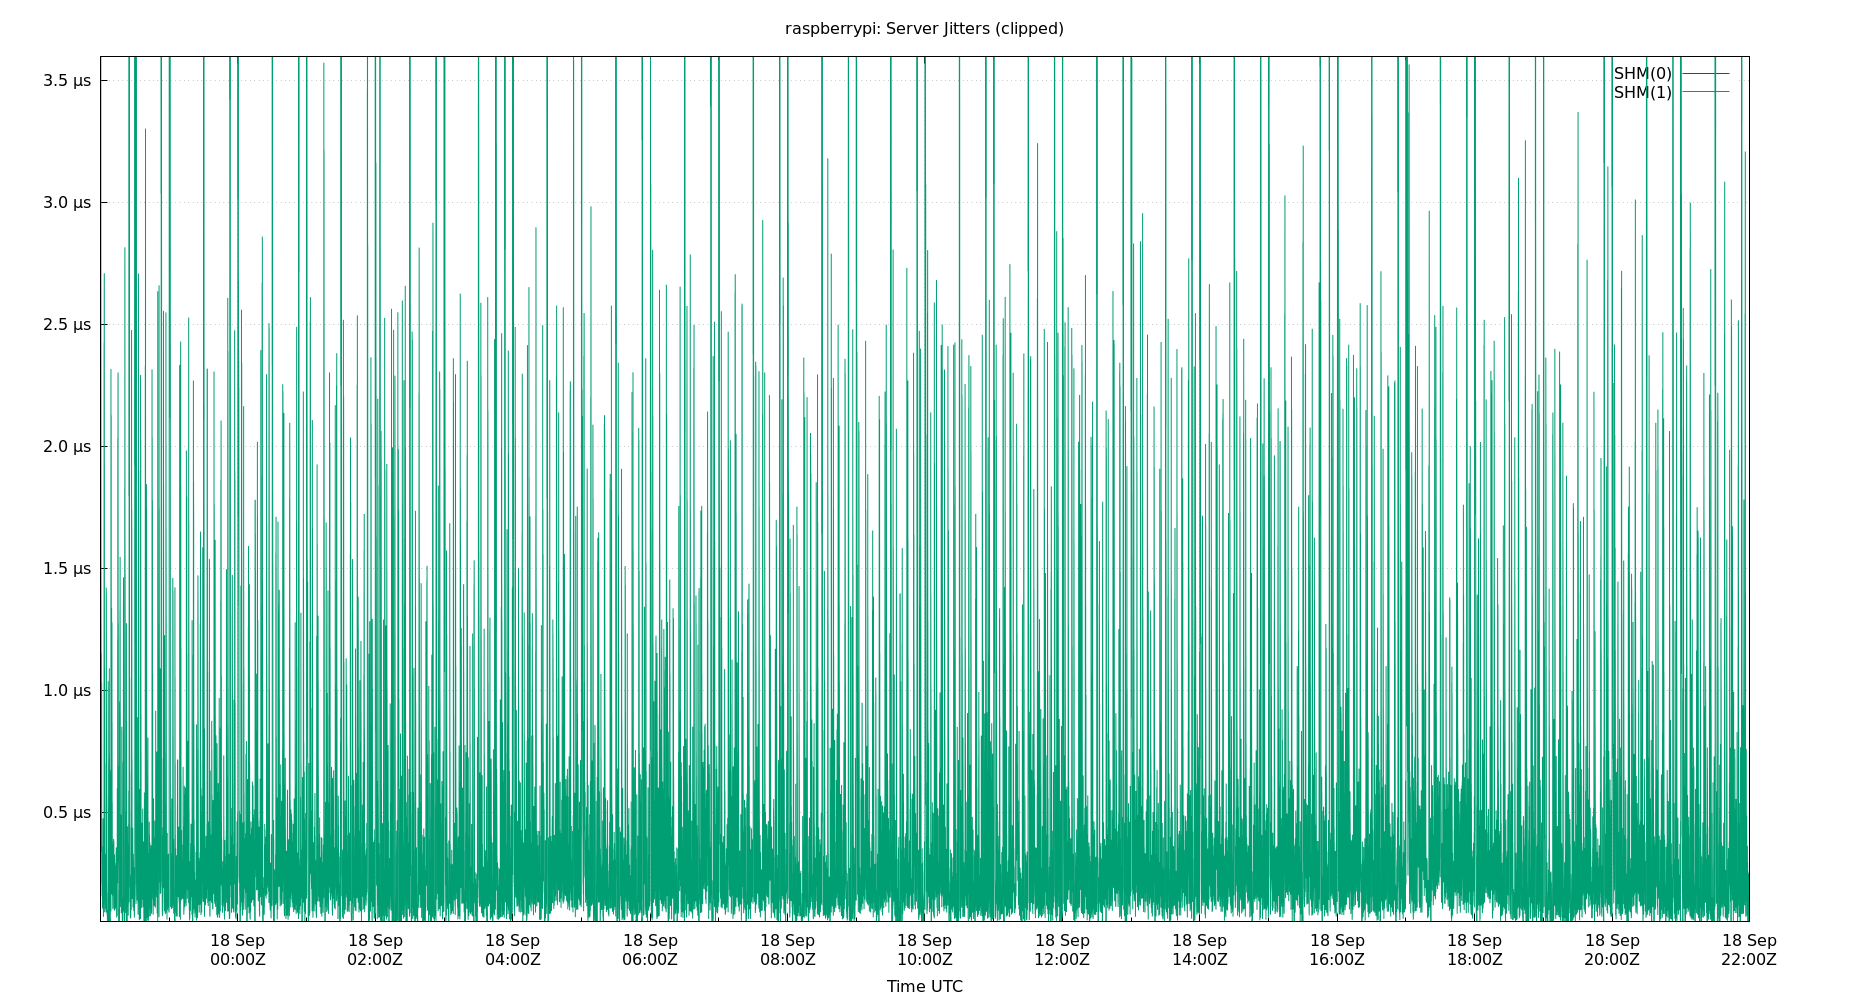 raspberrypi: Server Jitters (clipped)
SHM(0)
SHM(1)
3.5 μs
3.0 μs
2.5 μs
2.0 μs
1.5 μs
1.0 μs
0.5 μs
18 Sep 18 Sep 18 Sep 18 Sep 18 Sep 18 Sep 18 Sep 18 Sep 18 Sep 18 Sep 18 Sep 18 Sep
00:00Z 02:00Z 04:00Z 06:00Z 08:00Z 10:00Z 12:00Z 14:00Z 16:00Z 18:00Z 20:00Z 22:00Z
Time UTC